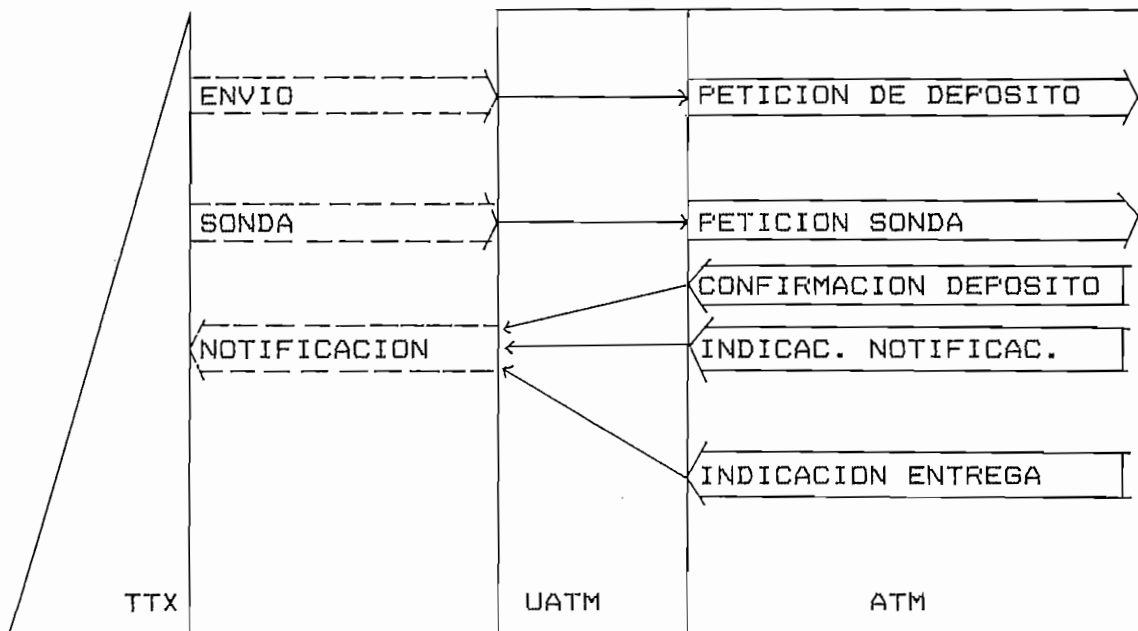 ENVIO
PETICION DE DEPOSITO
SONDA
PETICION SONDA
CONFIRMACION DEPOSITO
NOTIFICACION
INDICAC. NOTIFICAC.
INDICACION ENTREGA
TTX
UATM
ATM